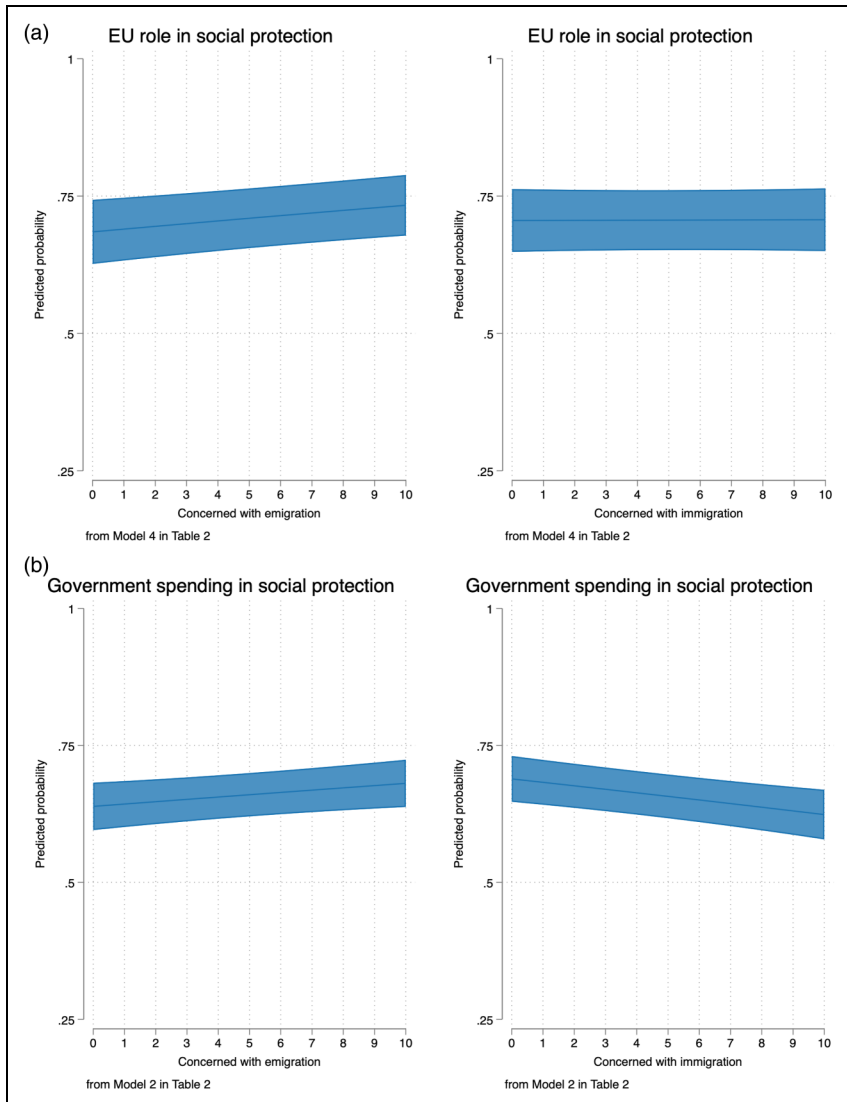 (a)
EU role in social protection
1
.75
.5
.25
Predicted probability
0 1 2 3 4 5 6 7 8 9 10
Concerned with emigration
from Model 4 in Table 2
EU role in social protection
1
.75
.5
.25
Predicted probability
0 1 2 3 4 5 6 7 8 9 10
Concerned with immigration
from Model 4 in Table 2
(b)
Government spending in social protection
1
.75
.5
.25
Predicted probability
0 1 2 3 4 5 6 7 8 9 10
Concerned with emigration
from Model 2 in Table 2
Government spending in social protection
1
.75
.5
.25
Predicted probability
0 1 2 3 4 5 6 7 8 9 10
Concerned with immigration
from Model 2 in Table 2